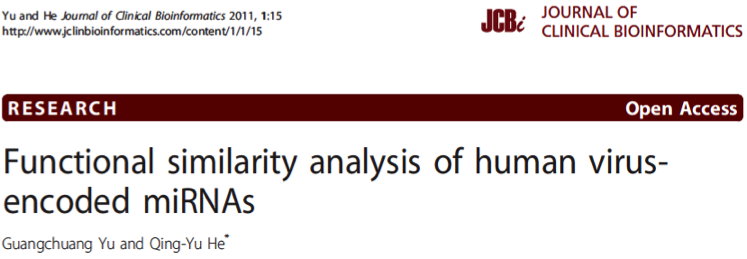 Yu and He Journal of Clinical Bioinformatics 2011, 1:15
http://www.jclinbioinformatics.com/content/1/1/15
JCBi
JOURNAL OF
CLINICAL BIOINFORMATICS
RESEARCH
Open Access
Functional similarity analysis of human virus-
encoded miRNAs
Guangchuang Yu and Qing-Yu He*